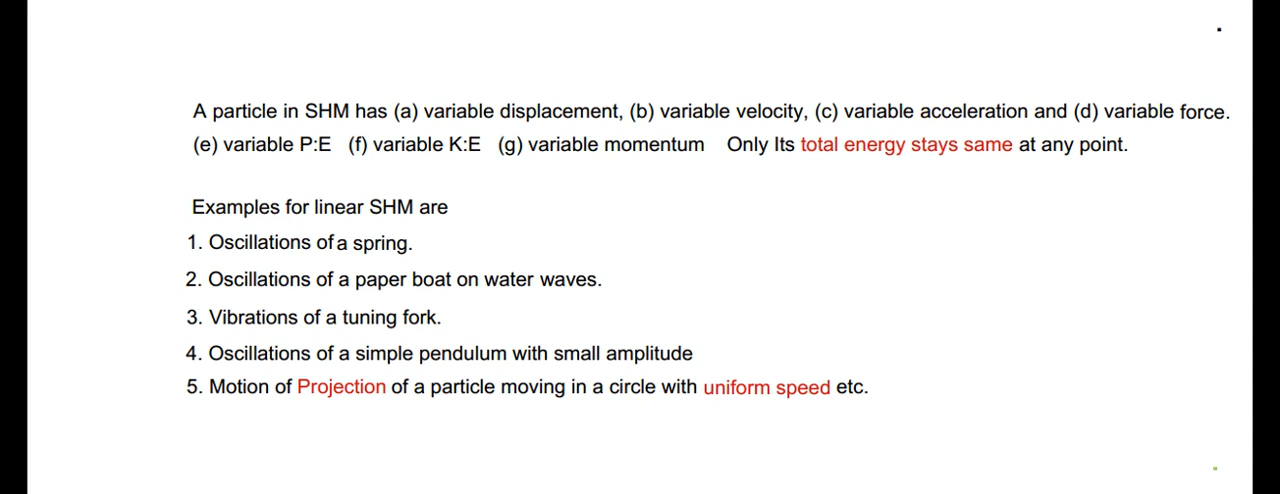 A particle in SHM has (a) variable displacement, (b) variable velocity, (c) variable acceleration and (d) variable force.
(e) variable P:E (f) variable K:E (g) variable momentum Only Its total energy stays same at any point.
Examples for linear SHM are
1. Oscillations of a spring.
2. Oscillations of a paper boat on water waves.
3. Vibrations of a tuning fork.
4. Oscillations of a simple pendulum with small amplitude
5. Motion of Projection of a particle moving in a circle with uniform speed etc.